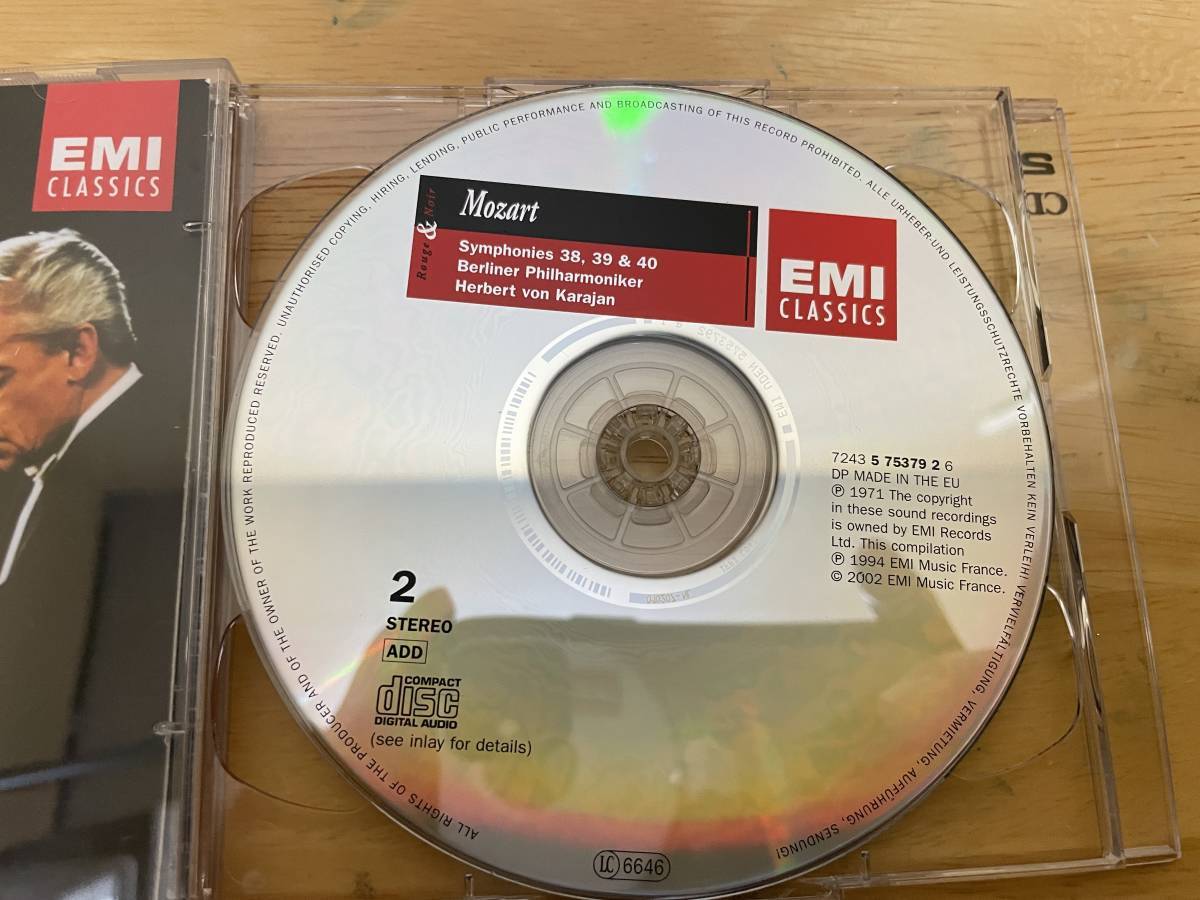 EMI
CLASSICS
UNAUTHORISED COPYING, HIRING, LENDING, PUBLIC PERFORMANCE AND BROADCASTING OF THIS RECORD PROHIBITED. ALLE URHEBER-UND LEISTUNGSSCHUTZRECHTE VORBEHALTEN KEIN VERLEIH! VERVIELFÄLTIGUNG, VERMIETUNG, AUFFÜHRUNG, SENDUNG!
ALL RIGHTS OF THE PRODUCER AND OF THE OWNER OF THE WORK REPRODUCED RESERVED.
Rouge & Noir
Mozart
Symphonies 38, 39 & 40
Berliner Philharmoniker
Herbert von Karajan
EMI
CLASSICS
7243 5 75379 2 6
DP MADE IN THE EU
℗ 1971 The copyright
in these sound recordings
is owned by EMI Records
Ltd. This compilation
℗ 1994 EMI Music France.
© 2002 EMI Music France.
2
STEREO
ADD
COMPACT
disc
DIGITAL AUDIO
(see inlay for details)
LC 6646